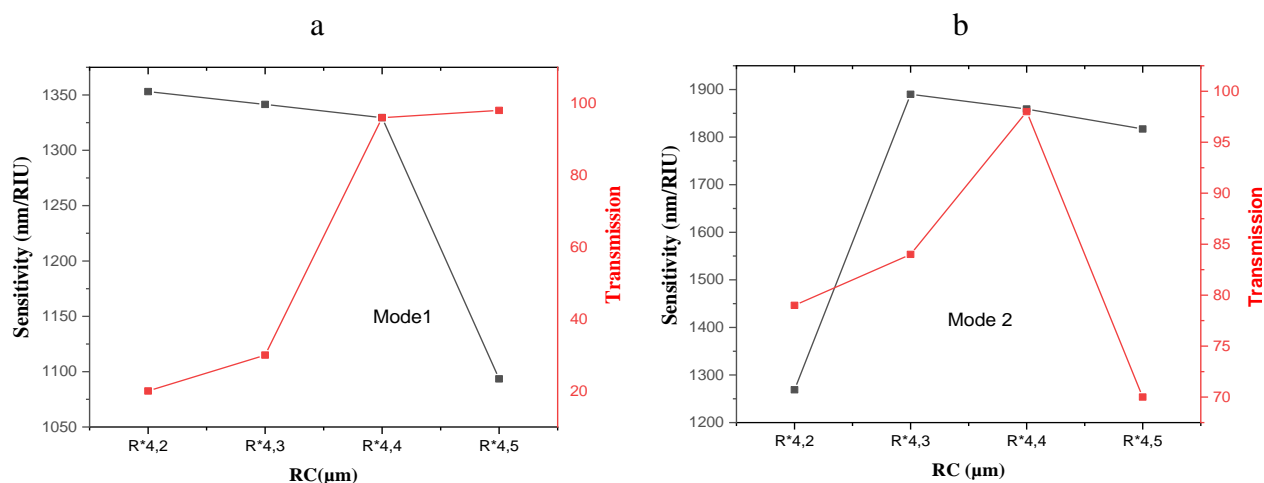 a
1350
1300
1250
1200
1150
1100
1050
Sensitivity (nm/RIU)
100
80
60
40
20
Transmission
Mode1
R*4,2 R*4,3 R*4,4 R*4,5
RC(µm)
b
1900
1800
1700
1600
1500
1400
1300
1200
Sensitivity (nm/RIU)
100
95
90
85
80
75
70
Transmission
Mode 2
R*4,2 R*4,3 R*4,4 R*4,5
RC (µm)